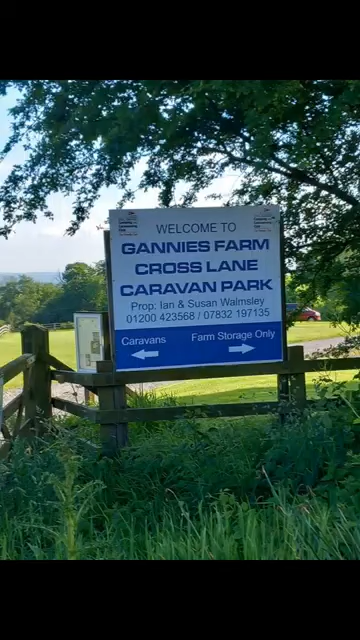 WELCOME TO
GANNIES FARM
CROSS LANE
CARAVAN PARK
Prop; Ian & Susan Walmsley
01200 423568 / 07832 197135
Caravans
Farm Storage Only